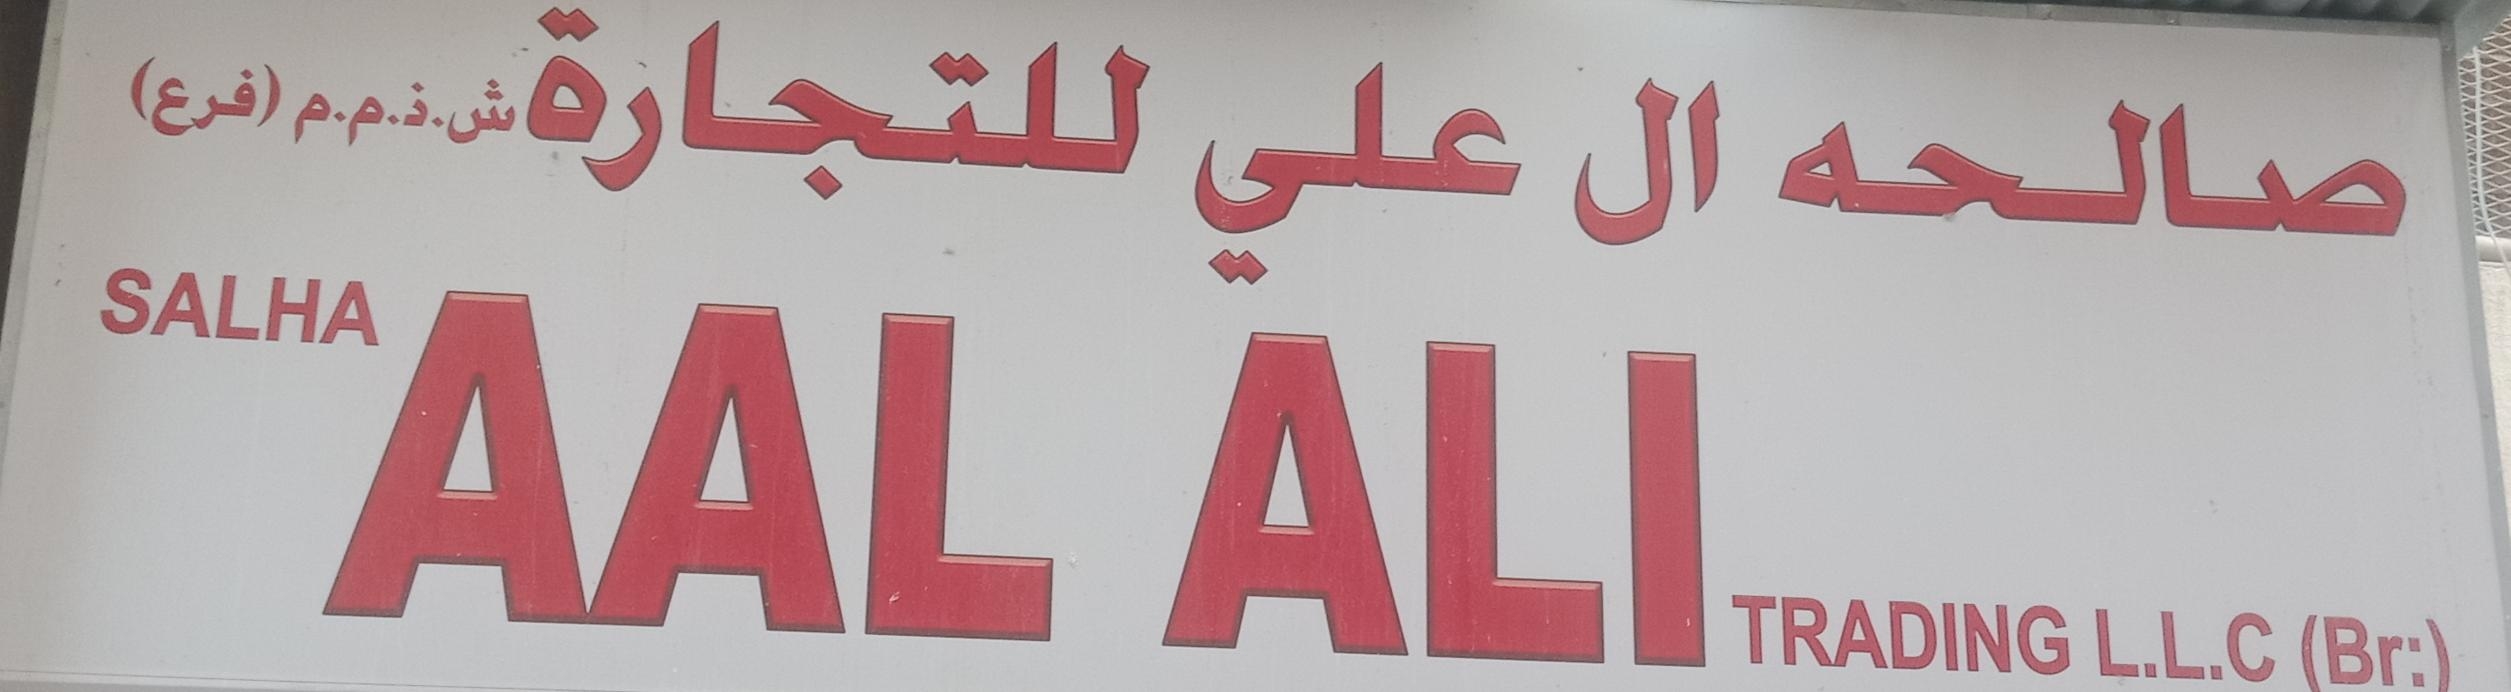 صالحه ال علي للتجارة ش.ذ.م.م (فرع)
SALHA AAL ALI TRADING L.L.C (Br:)